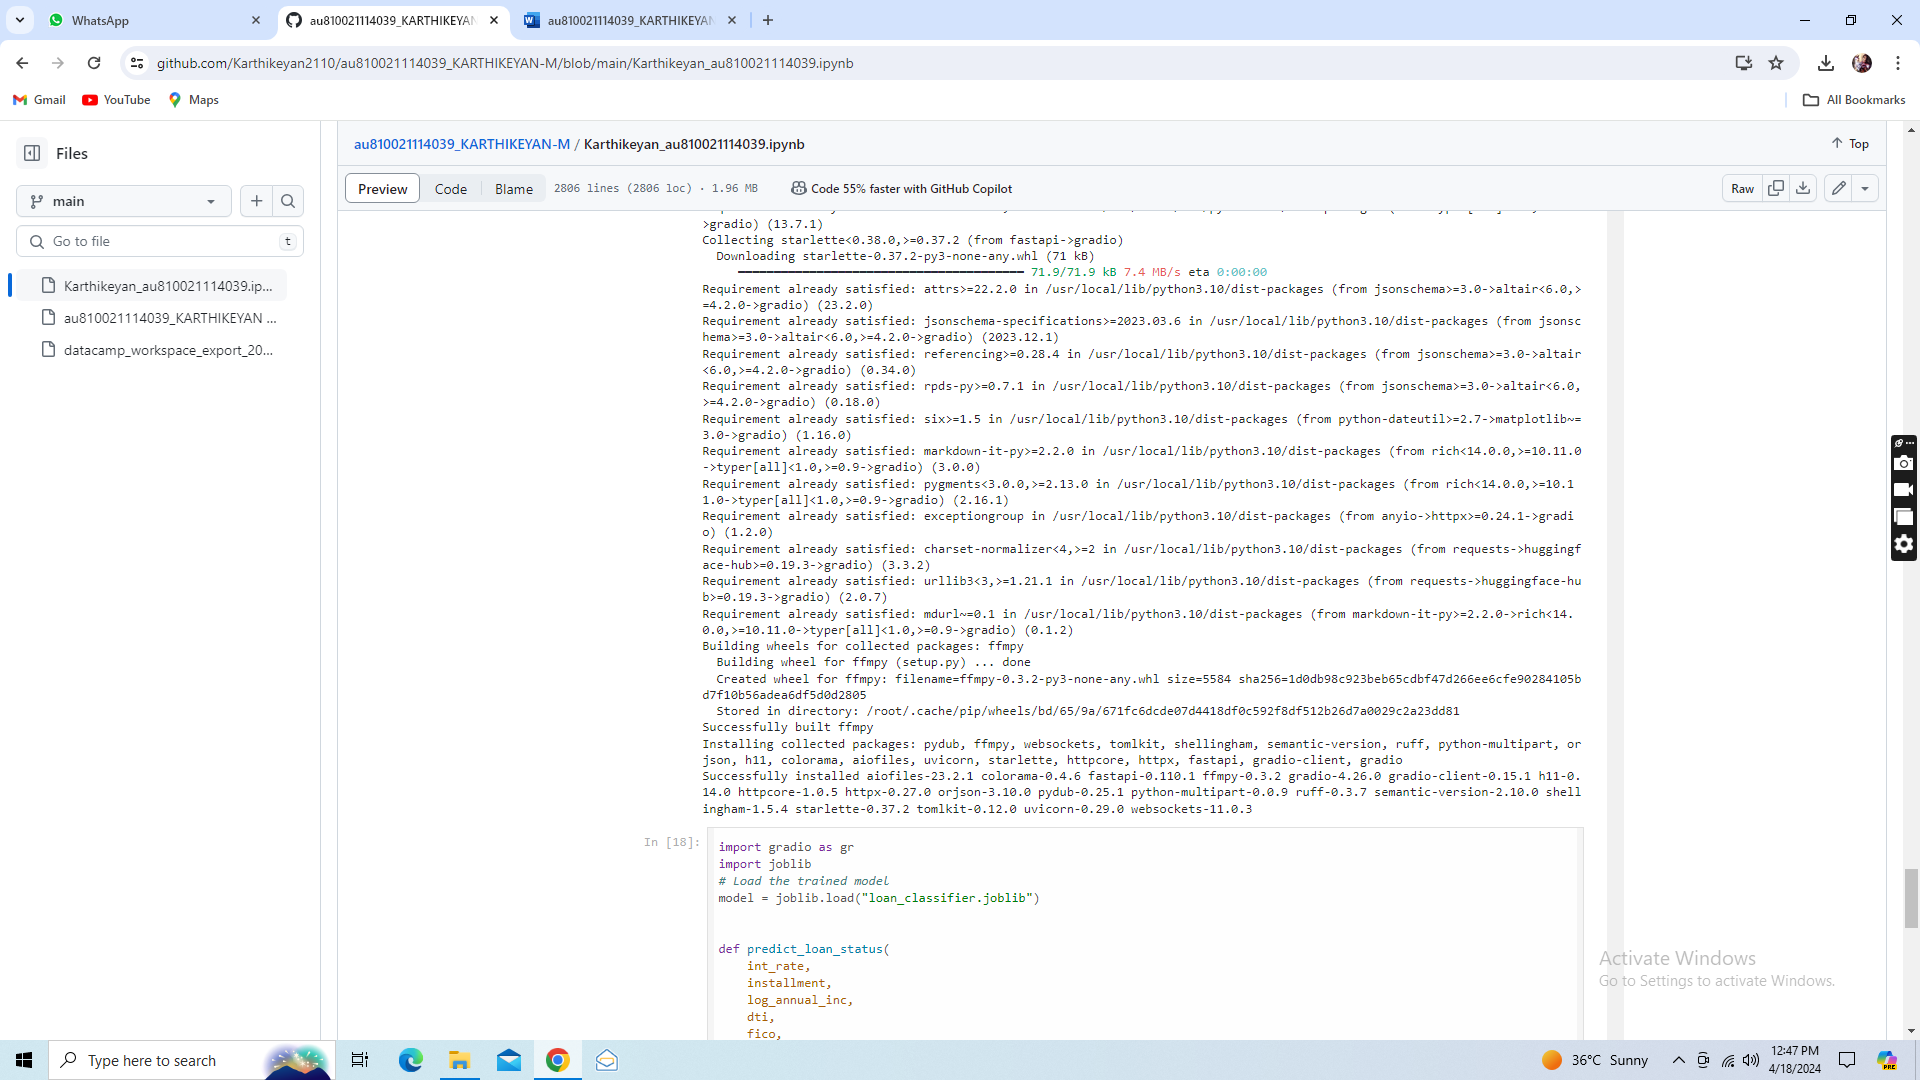 WhatsApp
au810021114039_KARTHIKEYAN
au810021114039_KARTHIKEYAN
github.com/Karthikeyan2110/au810021114039_KARTHIKEYAN-M/blob/main/Karthikeyan_au810021114039.ipynb
Gmail YouTube Maps All Bookmarks
Files
main
Go to file t
Karthikeyan_au810021114039.ip...
au810021114039_KARTHIKEYAN ...
datacamp_workspace_export_20...
au810021114039_KARTHIKEYAN-M / Karthikeyan_au810021114039.ipynb Top
Preview Code Blame 2806 lines (2806 loc) · 1.96 MB Code 55% faster with GitHub Copilot Raw
>gradio) (13.7.1)
Collecting starlette<0.38.0,>=0.37.2 (from fastapi->gradio)
Downloading starlette-0.37.2-py3-none-any.whl (71 kB)
71.9/71.9 kB 7.4 MB/s eta 0:00:00
Requirement already satisfied: attrs>=22.2.0 in /usr/local/lib/python3.10/dist-packages (from jsonschema>=3.0->altair<6.0,>
=4.2.0->gradio) (23.2.0)
Requirement already satisfied: jsonschema-specifications>=2023.03.6 in /usr/local/lib/python3.10/dist-packages (from jsonsc
hema>=3.0->altair<6.0,>=4.2.0->gradio) (2023.12.1)
Requirement already satisfied: referencing>=0.28.4 in /usr/local/lib/python3.10/dist-packages (from jsonschema>=3.0->altair
<6.0,>=4.2.0->gradio) (0.34.0)
Requirement already satisfied: rpds-py>=0.7.1 in /usr/local/lib/python3.10/dist-packages (from jsonschema>=3.0->altair<6.0,
>=4.2.0->gradio) (0.18.0)
Requirement already satisfied: six>=1.5 in /usr/local/lib/python3.10/dist-packages (from python-dateutil>=2.7->matplotlib~=
3.0->gradio) (1.16.0)
Requirement already satisfied: markdown-it-py>=2.2.0 in /usr/local/lib/python3.10/dist-packages (from rich<14.0.0,>=10.11.0
->typer[all]<1.0,>=0.9->gradio) (3.0.0)
Requirement already satisfied: pygments<3.0.0,>=2.13.0 in /usr/local/lib/python3.10/dist-packages (from rich<14.0.0,>=10.1
1.0->typer[all]<1.0,>=0.9->gradio) (2.16.1)
Requirement already satisfied: exceptiongroup in /usr/local/lib/python3.10/dist-packages (from anyio->httpx>=0.24.1->gradi
o) (1.2.0)
Requirement already satisfied: charset-normalizer<4,>=2 in /usr/local/lib/python3.10/dist-packages (from requests->huggingf
ace-hub>=0.19.3->gradio) (3.3.2)
Requirement already satisfied: urllib3<3,>=1.21.1 in /usr/local/lib/python3.10/dist-packages (from requests->huggingface-hu
b>=0.19.3->gradio) (2.0.7)
Requirement already satisfied: mdurl~=0.1 in /usr/local/lib/python3.10/dist-packages (from markdown-it-py>=2.2.0->rich<14.
0.0,>=10.11.0->typer[all]<1.0,>=0.9->gradio) (0.1.2)
Building wheels for collected packages: ffmpy
Building wheel for ffmpy (setup.py) ... done
Created wheel for ffmpy: filename=ffmpy-0.3.2-py3-none-any.whl size=5584 sha256=1d0db98c923beb65cdbf47d266ee6cfe90284105b
d7f10b56adea6df5d0d2805
Stored in directory: /root/.cache/pip/wheels/bd/65/9a/671fc6dcde07d4418df0c592f8df512b26d7a0029c2a23dd81
Successfully built ffmpy
Installing collected packages: pydub, ffmpy, websockets, tomlkit, shellingham, semantic-version, ruff, python-multipart, or
json, h11, colorama, aiofiles, uvicorn, starlette, httpcore, httpx, fastapi, gradio-client, gradio
Successfully installed aiofiles-23.2.1 colorama-0.4.6 fastapi-0.110.1 ffmpy-0.3.2 gradio-4.26.0 gradio-client-0.15.1 h11-0.
14.0 httpcore-1.0.5 httpx-0.27.0 orjson-3.10.0 pydub-0.25.1 python-multipart-0.0.9 ruff-0.3.7 semantic-version-2.10.0 shell
ingham-1.5.4 starlette-0.37.2 tomlkit-0.12.0 uvicorn-0.29.0 websockets-11.0.3
In [18]:
import gradio as gr
import joblib
# Load the trained model
model = joblib.load("loan_classifier.joblib")
def predict_loan_status(
int_rate,
installment,
log_annual_inc,
dti,
fico,
Activate Windows
Go to Settings to activate Windows.
Type here to search
36°C Sunny
12:47 PM
4/18/2024